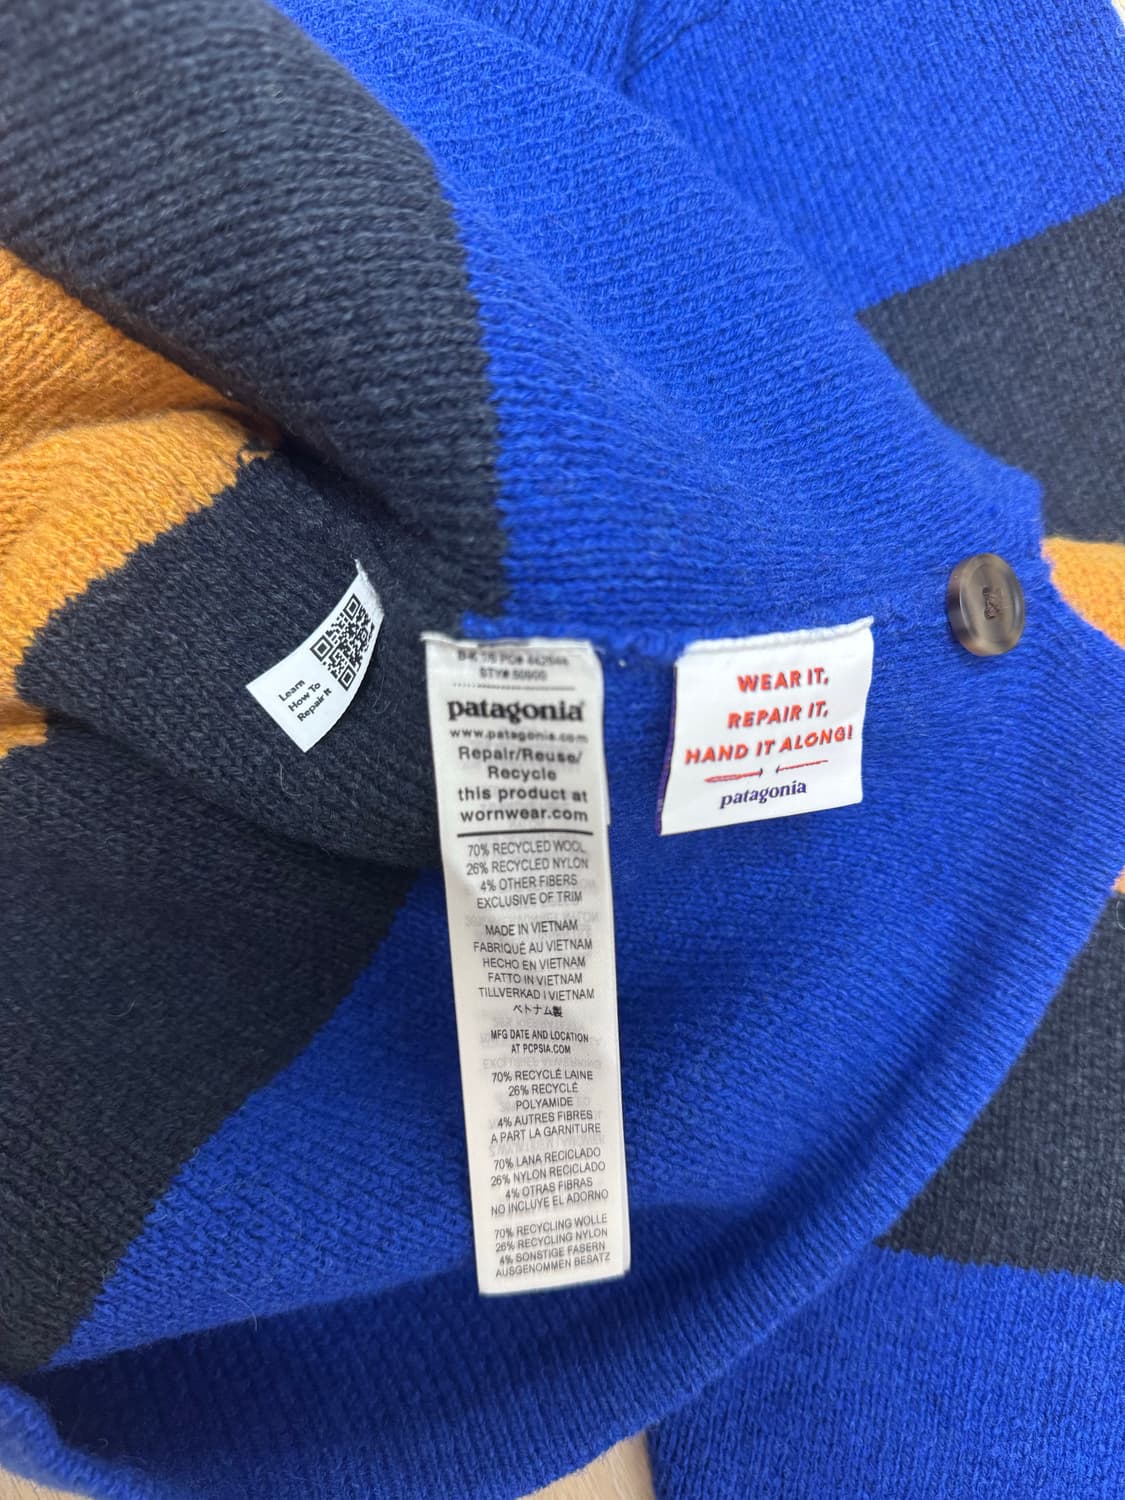 Learn
How To
Repair It
STY# 50900
patagonia®
www.patagonia.com
Repair/Reuse/
Recycle
this product at
wornwear.com
70% RECYCLED WOOL
26% RECYCLED NYLON
4% OTHER FIBERS
EXCLUSIVE OF TRIM
MADE IN VIETNAM
FABRIQUÉ AU VIETNAM
HECHO EN VIETNAM
FATTO IN VIETNAM
TILLVERKAD I VIETNAM
ベトナム製
MFG DATE AND LOCATION
AT PCPSIA.COM
70% RECYCLÉ LAINE
26% RECYCLÉ
POLYAMIDE
4% AUTRES FIBRES
A PART LA GARNITURE
70% LANA RECICLADO
26% NYLON RECICLADO
4% OTRAS FIBRAS
NO INCLUYE EL ADORNO
70% RECYCLING WOLLE
26% RECYCLING NYLON
4% SONSTIGE FASERN
AUSGENOMMEN BESATZ
WEAR IT,
REPAIR IT,
HAND IT ALONG!
patagonia